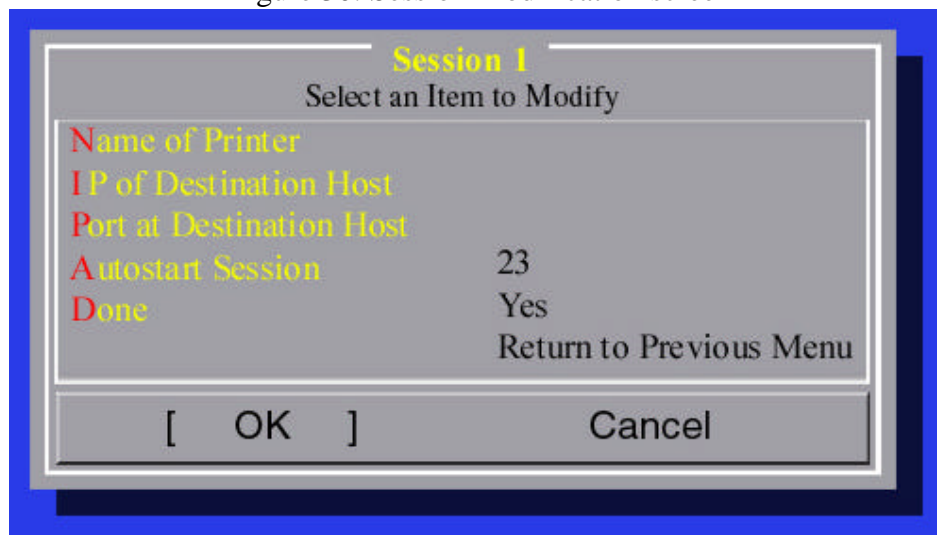 Session 1
Select an Item to Modify
Name of Printer
IP of Destination Host
Port at Destination Host
Autostart Session 23
Done Yes
Return to Previous Menu
[ OK ] Cancel